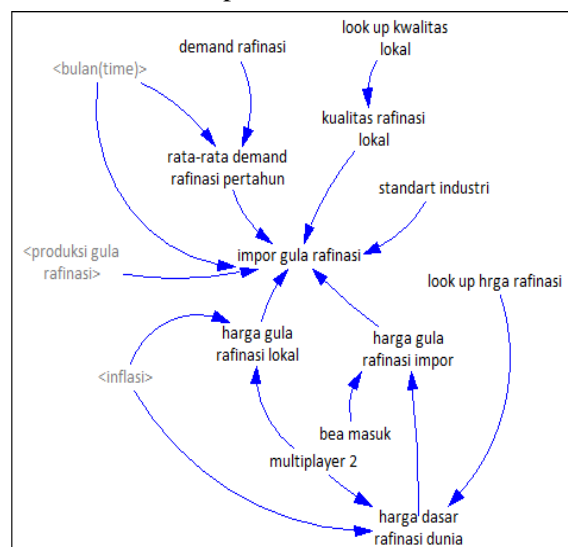 demand rafinasi
look up kwalitas
lokal
<bulan(time)>
kualitas rafinasi
lokal
rata-rata demand
rafinasi pertahun
standart industri
<produksi gula
rafinasi>
impor gula rafinasi
look up hrga rafinasi
harga gula
rafinasi lokal
harga gula
rafinasi impor
<inflasi>
bea masuk
multiplayer 2
harga dasar
rafinasi dunia